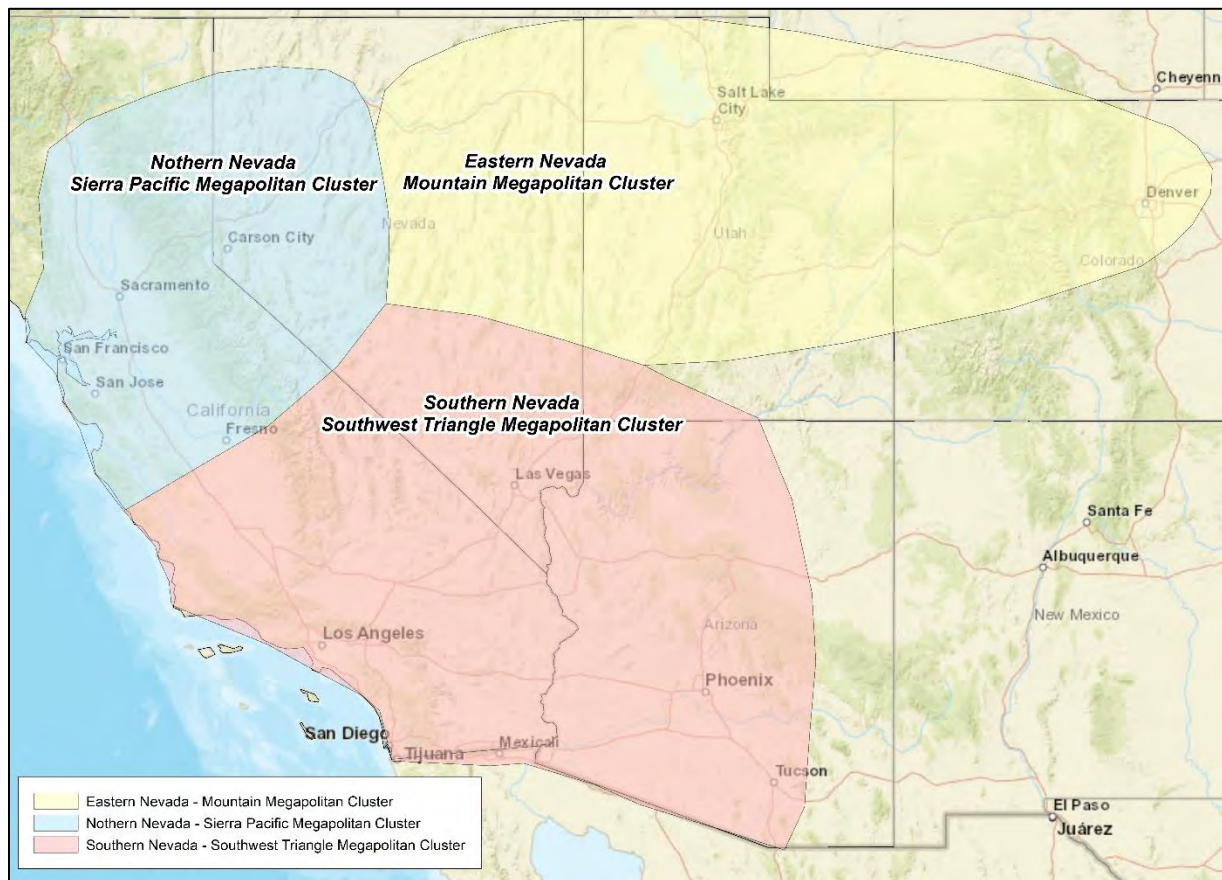 Cheyenn
Salt Lake
City
Nothern Nevada
Sierra Pacific Megapolitan Cluster
Eastern Nevada
Mountain Megapolitan Cluster
Denver
Nevada
Utah
Carson City
Colorado
Sacramento
San Francisco
San Jose
California
Fresno
Southern Nevada
Southwest Triangle Megapolitan Cluster
Las Vegas
Santa Fe
Albuquerque
New Mexico
Los Angeles
Arizona
Phoenix
San Diego
Tijuana
Mexicali
Tucson
El Paso
Juárez
Eastern Nevada - Mountain Megapolitan Cluster
Nothern Nevada - Sierra Pacific Megapolitan Cluster
Southern Nevada - Southwest Triangle Megapolitan Cluster